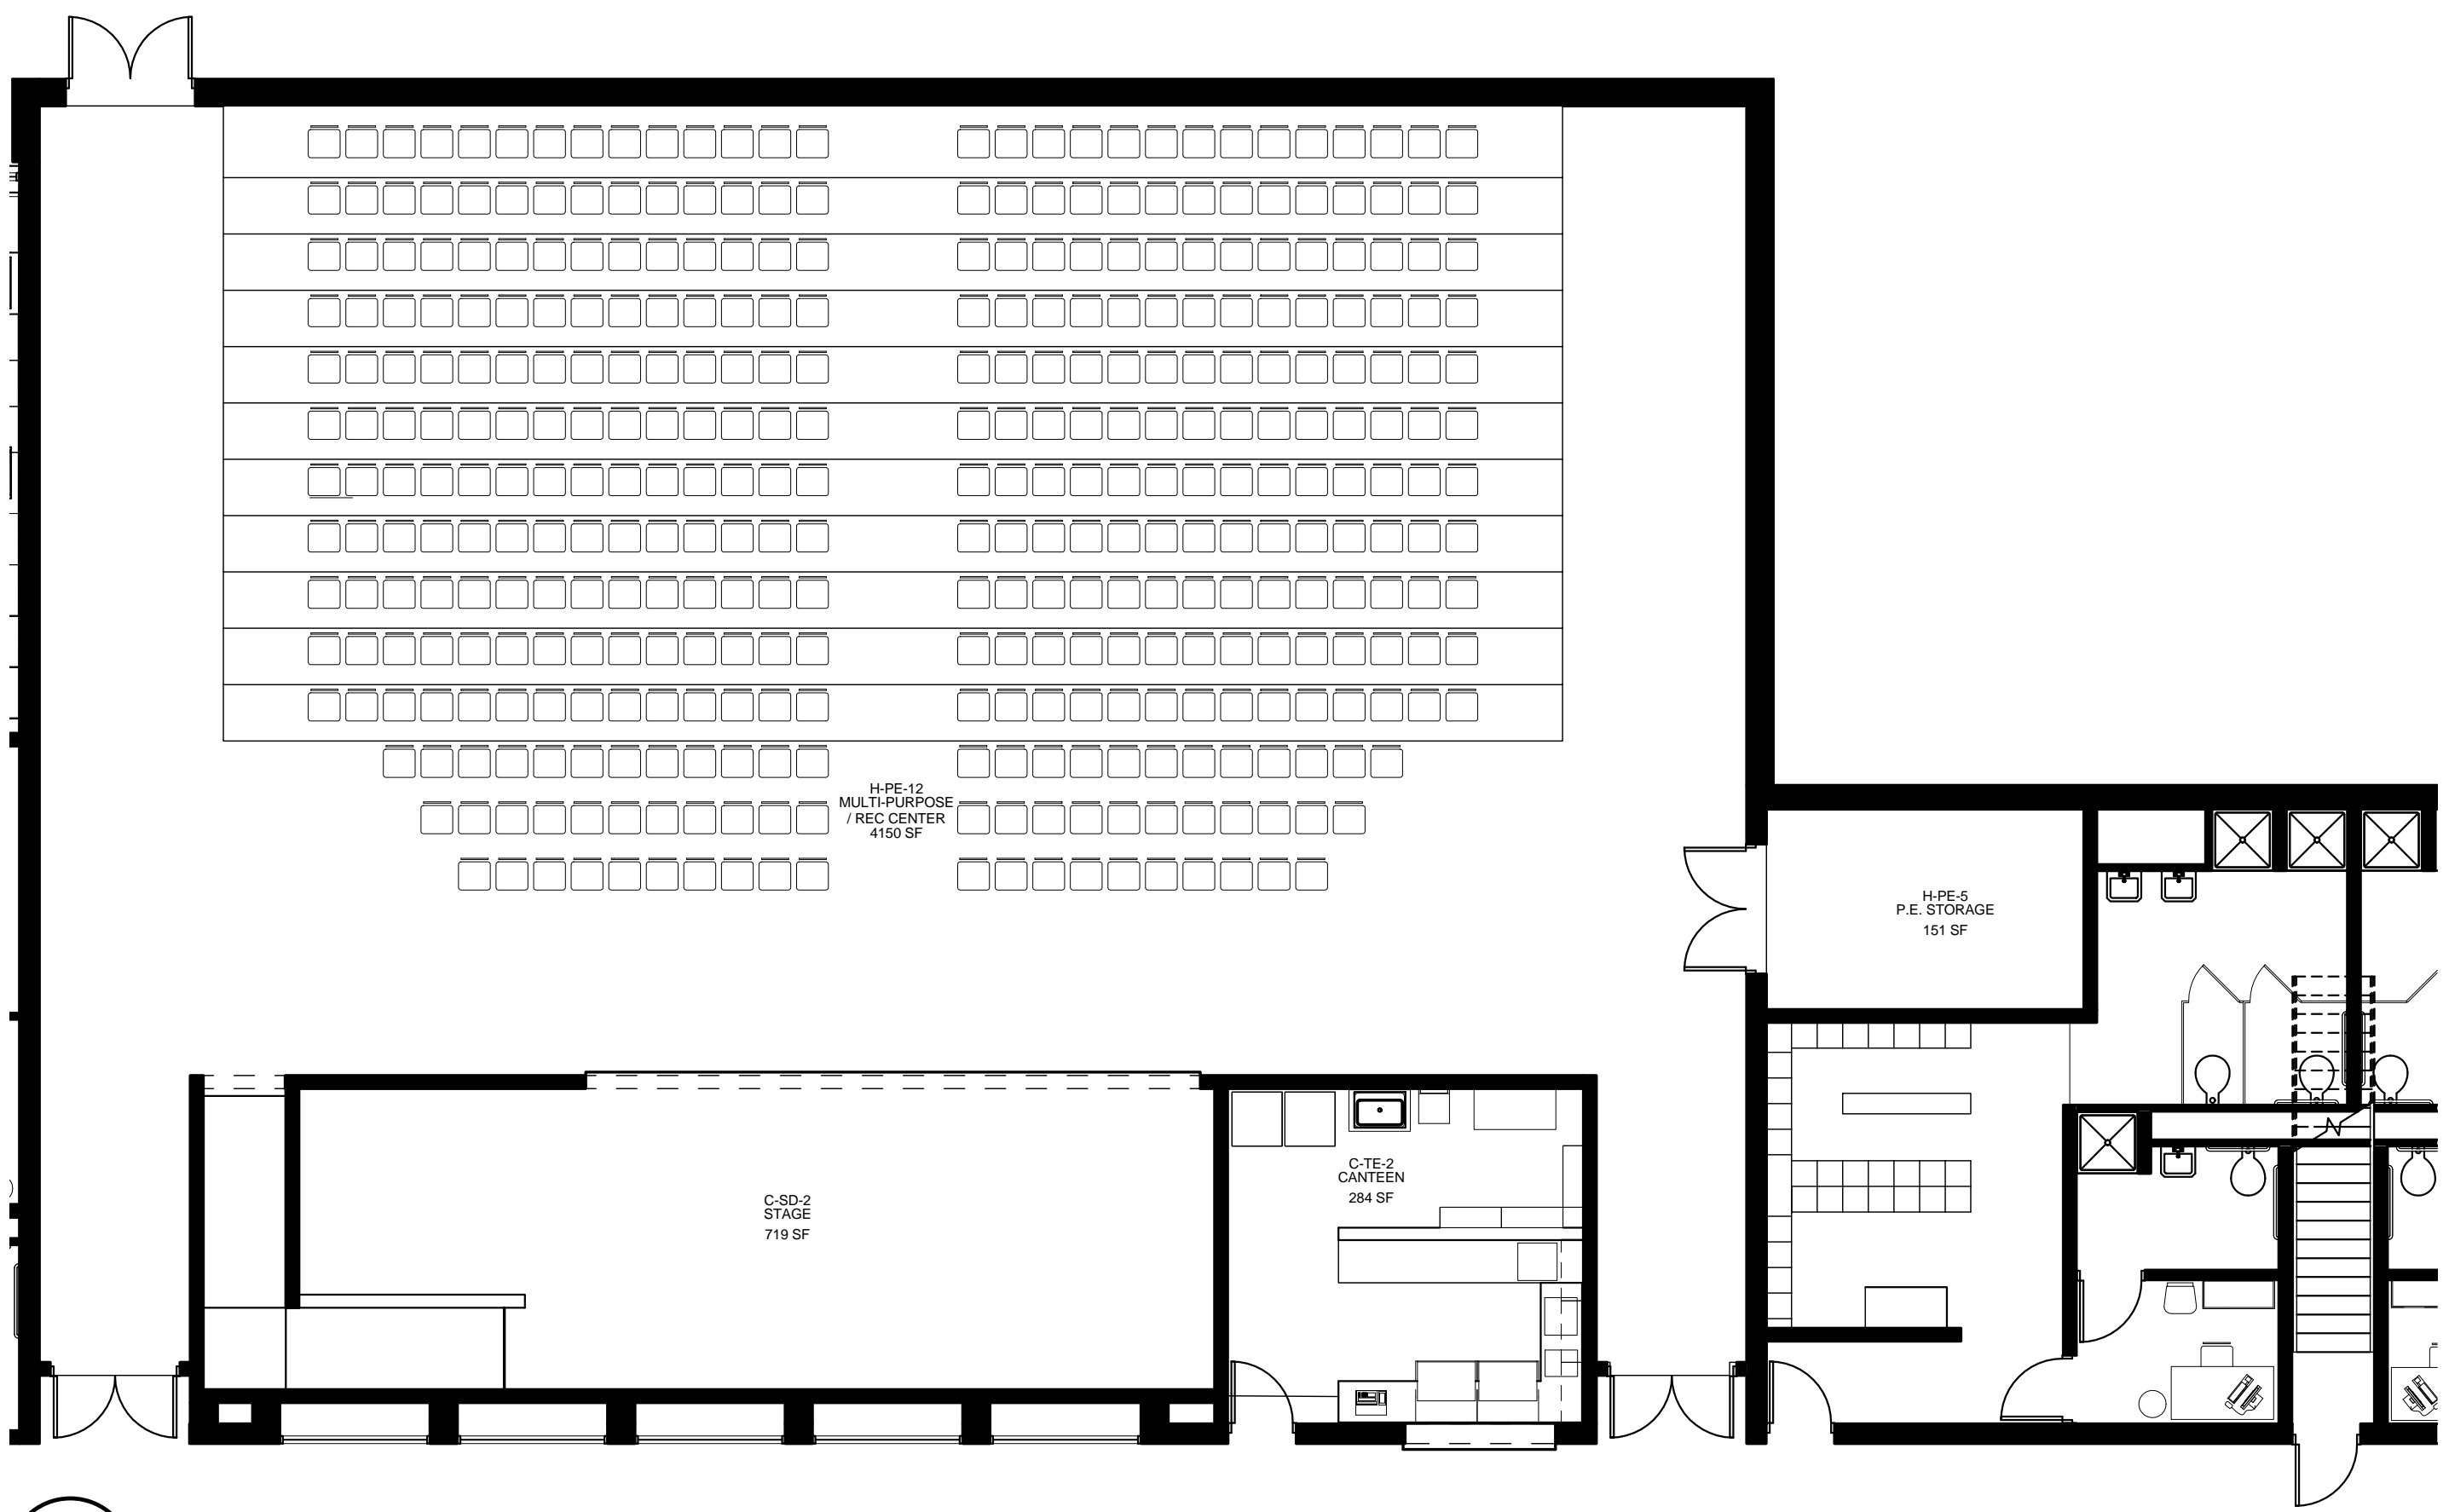 H-PE-12
MULTI-PURPOSE
/ REC CENTER
4150 SF
H-PE-5
P.E. STORAGE
151 SF
C-TE-2
CANTEEN
284 SF
C-SD-2
STAGE
719 SF